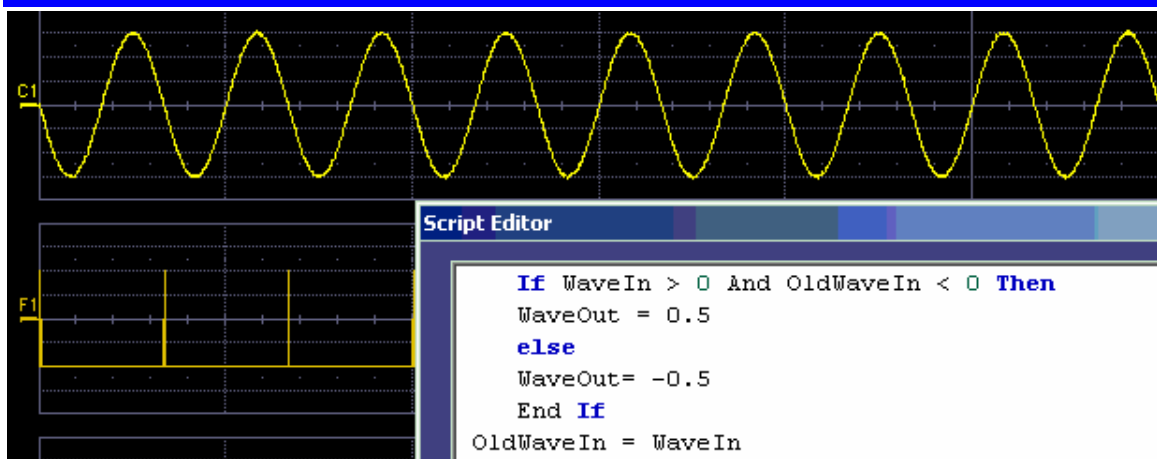 C1
F1
Script Editor
If WaveIn > 0 And OldWaveIn < 0 Then
WaveOut = 0.5
else
WaveOut= -0.5
End If
OldWaveIn = WaveIn